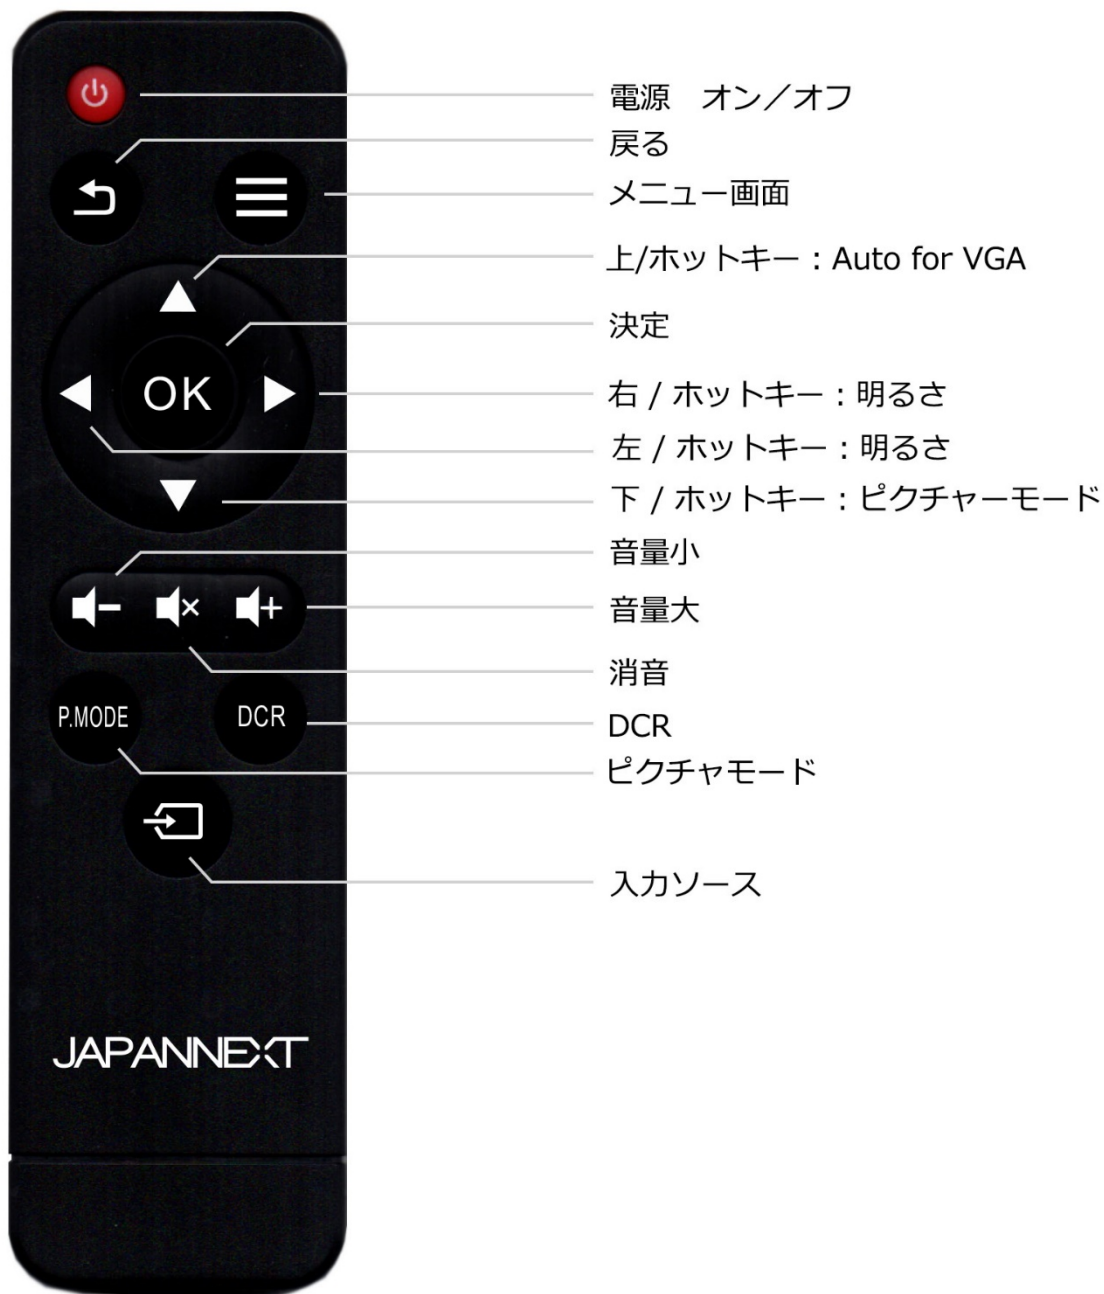 電源　オン／オフ
戻る
メニュー画面
上/ホットキー：Auto for VGA
決定
OK
右 / ホットキー：明るさ
左 / ホットキー：明るさ
下 / ホットキー：ピクチャーモード
音量小
音量大
消音
P.MODE
DCR
DCR
ピクチャモード
入力ソース
JAPANNEXT